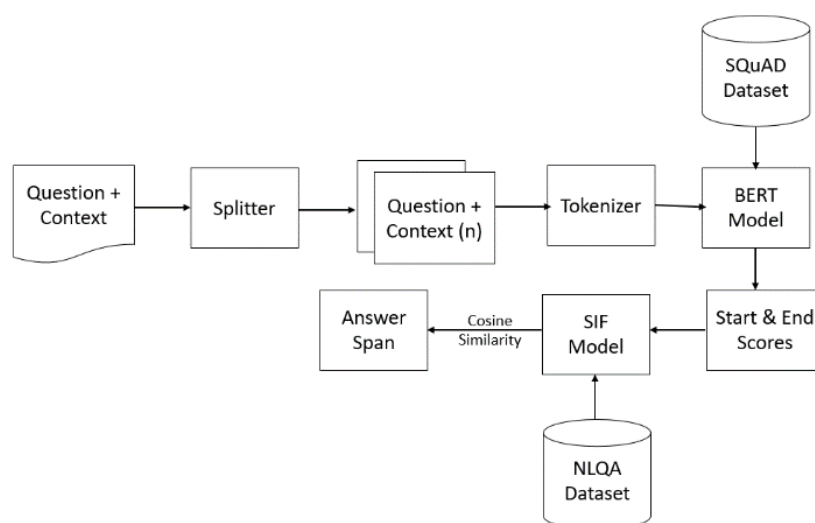 SQuAD
Dataset
Question +
Context
Splitter
Question +
Context (n)
Tokenizer
BERT
Model
Answer
Span
Cosine
Similarity
SIF
Model
Start & End
Scores
NLQA
Dataset